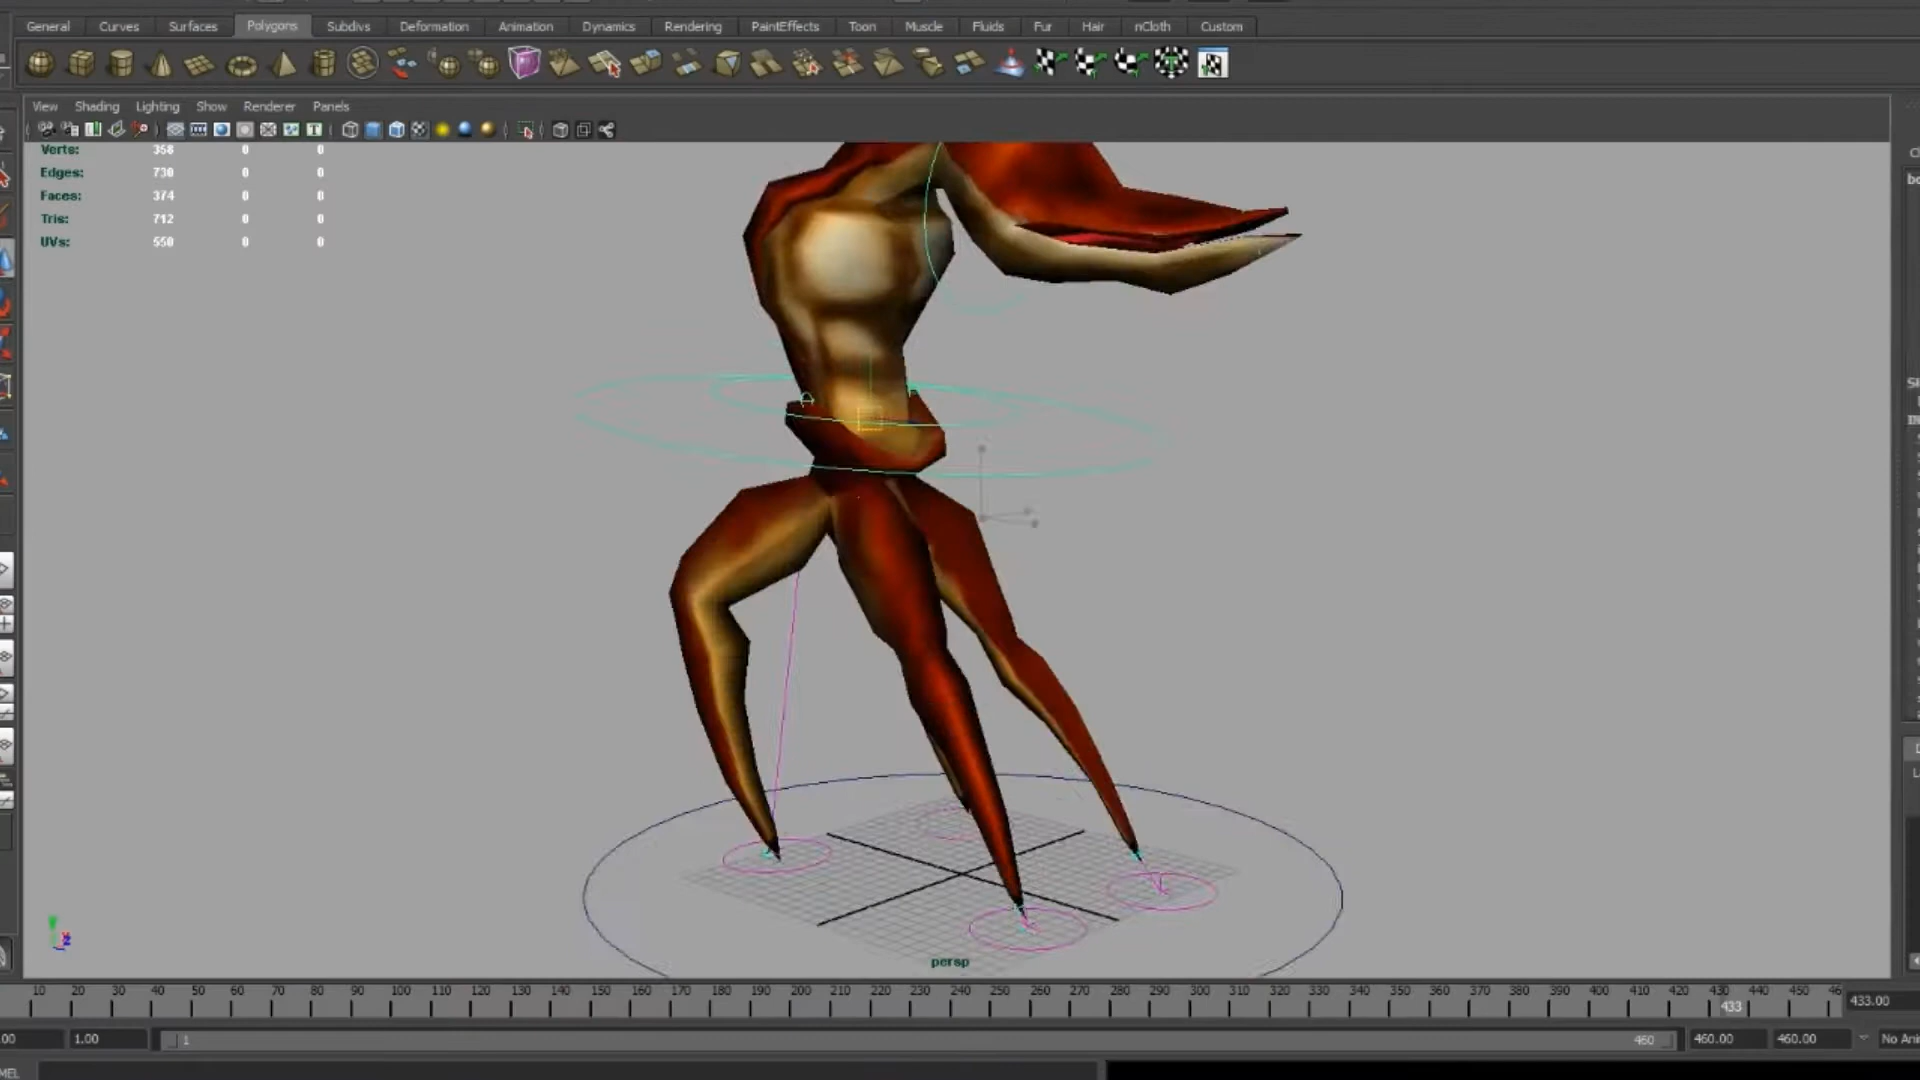 General Curves Surfaces Polygons Subdivs Deformation Animation Dynamics Rendering PaintEffects Toon Muscle Fluids Fur Hair nCloth Custom
View Shading Lighting Show Renderer Panels
Verts: 358 0 0
Edges: 730 0 0
Faces: 374 0 0
Tris: 712 0 0
UVs: 550 0 0
persp
10 20 30 40 50 60 70 80 90 100 110 120 130 140 150 160 170 180 190 200 210 220 230 240 250 260 270 280 290 300 310 320 330 340 350 360 370 380 390 400 410 420 430 440 450 46
433 433.00
.00 1.00 1 460 460.00 460.00 No Ani
MEL